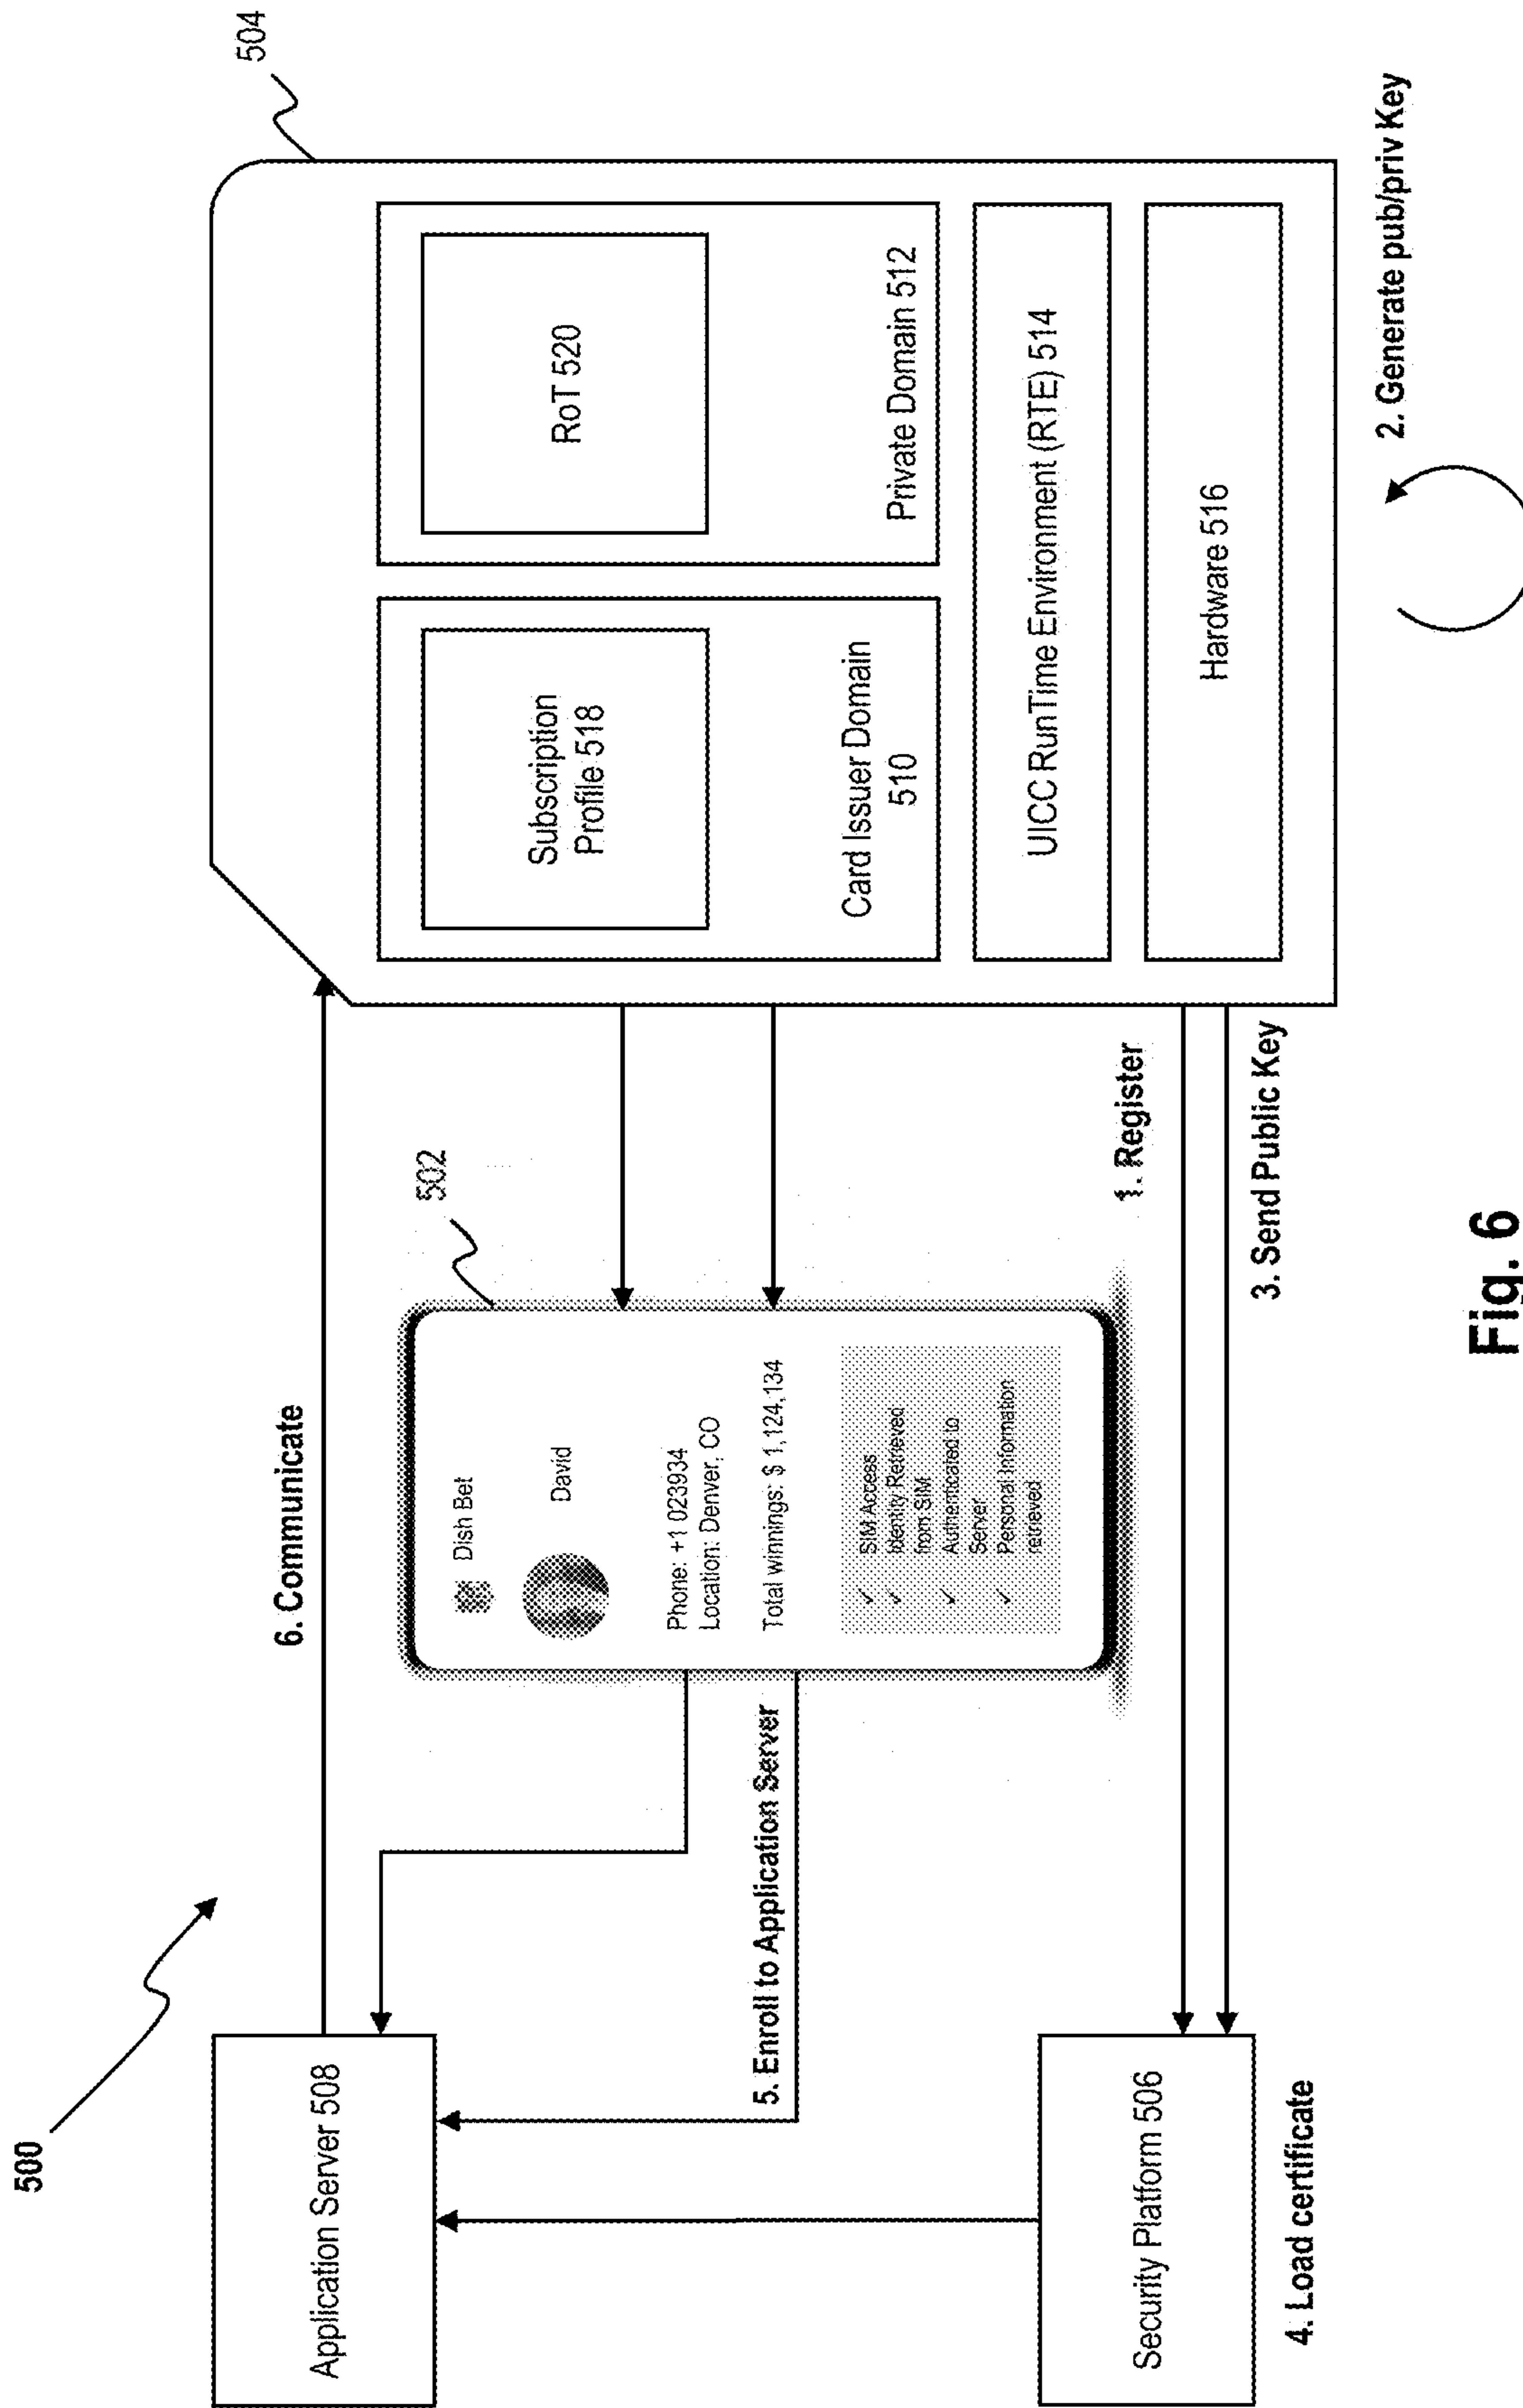 500
Application Server 508
6. Communicate
504
502
Dish Bet
David
Phone: +1 023934
Location: Denver, CO
Total winnings: $ 1,124,134
✓ SIM Access
✓ Identity Retrieved
from SIM
✓ Authenticated to
Server
✓ Personal Information
retrieved
Subscription
Profile 518
Card Issuer Domain
510
RoT 520
Private Domain 512
UICC RunTime Environment (RTE) 514
Hardware 516
5. Enroll to Application Server
1. Register
Security Platform 506
3. Send Public Key
4. Load certificate
2. Generate pub/priv Key
Fig. 6